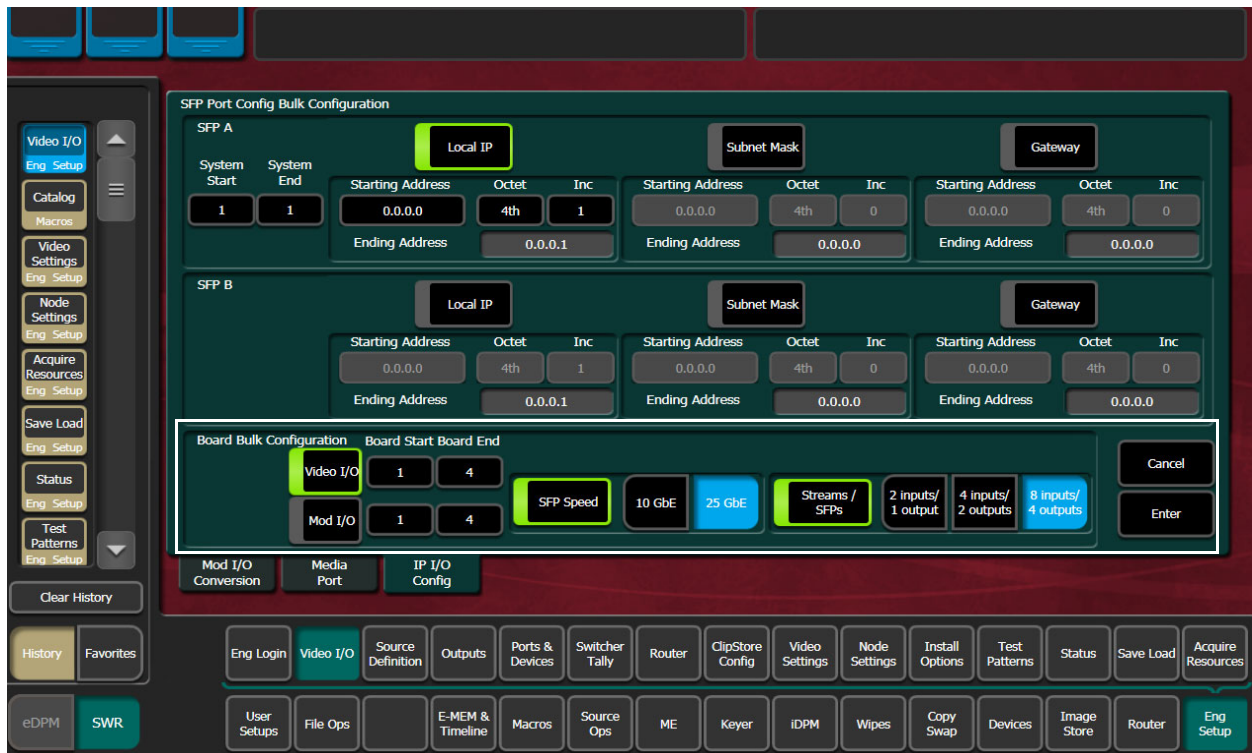 SFP Port Config Bulk Configuration
SFP A
Local IP
Subnet Mask
Gateway
System Start
System End
Starting Address Octet Inc
Starting Address Octet Inc
Starting Address Octet Inc
1 1
0.0.0.0 4th 1
0.0.0.0 4th 0
0.0.0.0 4th 0
Ending Address 0.0.0.1
Ending Address 0.0.0.0
Ending Address 0.0.0.0
SFP B
Local IP
Subnet Mask
Gateway
Starting Address Octet Inc
Starting Address Octet Inc
Starting Address Octet Inc
0.0.0.0 4th 1
0.0.0.0 4th 0
0.0.0.0 4th 0
Ending Address 0.0.0.1
Ending Address 0.0.0.0
Ending Address 0.0.0.0
Board Bulk Configuration Board Start Board End
Video I/O 1 4
Mod I/O 1 4
SFP Speed
10 GbE
25 GbE
Streams /
SFPs
2 inputs/
1 output
4 inputs/
2 outputs
8 inputs/
4 outputs
Cancel
Enter
Mod I/O
Conversion
Media
Port
IP I/O
Config
Video I/O
Eng Setup
Catalog
Macros
Video
Settings
Eng Setup
Node
Settings
Eng Setup
Acquire
Resources
Eng Setup
Save Load
Eng Setup
Status
Eng Setup
Test
Patterns
Eng Setup
Clear History
History
Favorites
Eng Login
Video I/O
Source
Definition
Outputs
Ports &
Devices
Switcher
Tally
Router
ClipStore
Config
Video
Settings
Node
Settings
Install
Options
Test
Patterns
Status
Save Load
Acquire
Resources
eDPM
SWR
User
Setups
File Ops
E-MEM &
Timeline
Macros
Source
Ops
ME
Keyer
iDPM
Wipes
Copy
Swap
Devices
Image
Store
Router
Eng
Setup